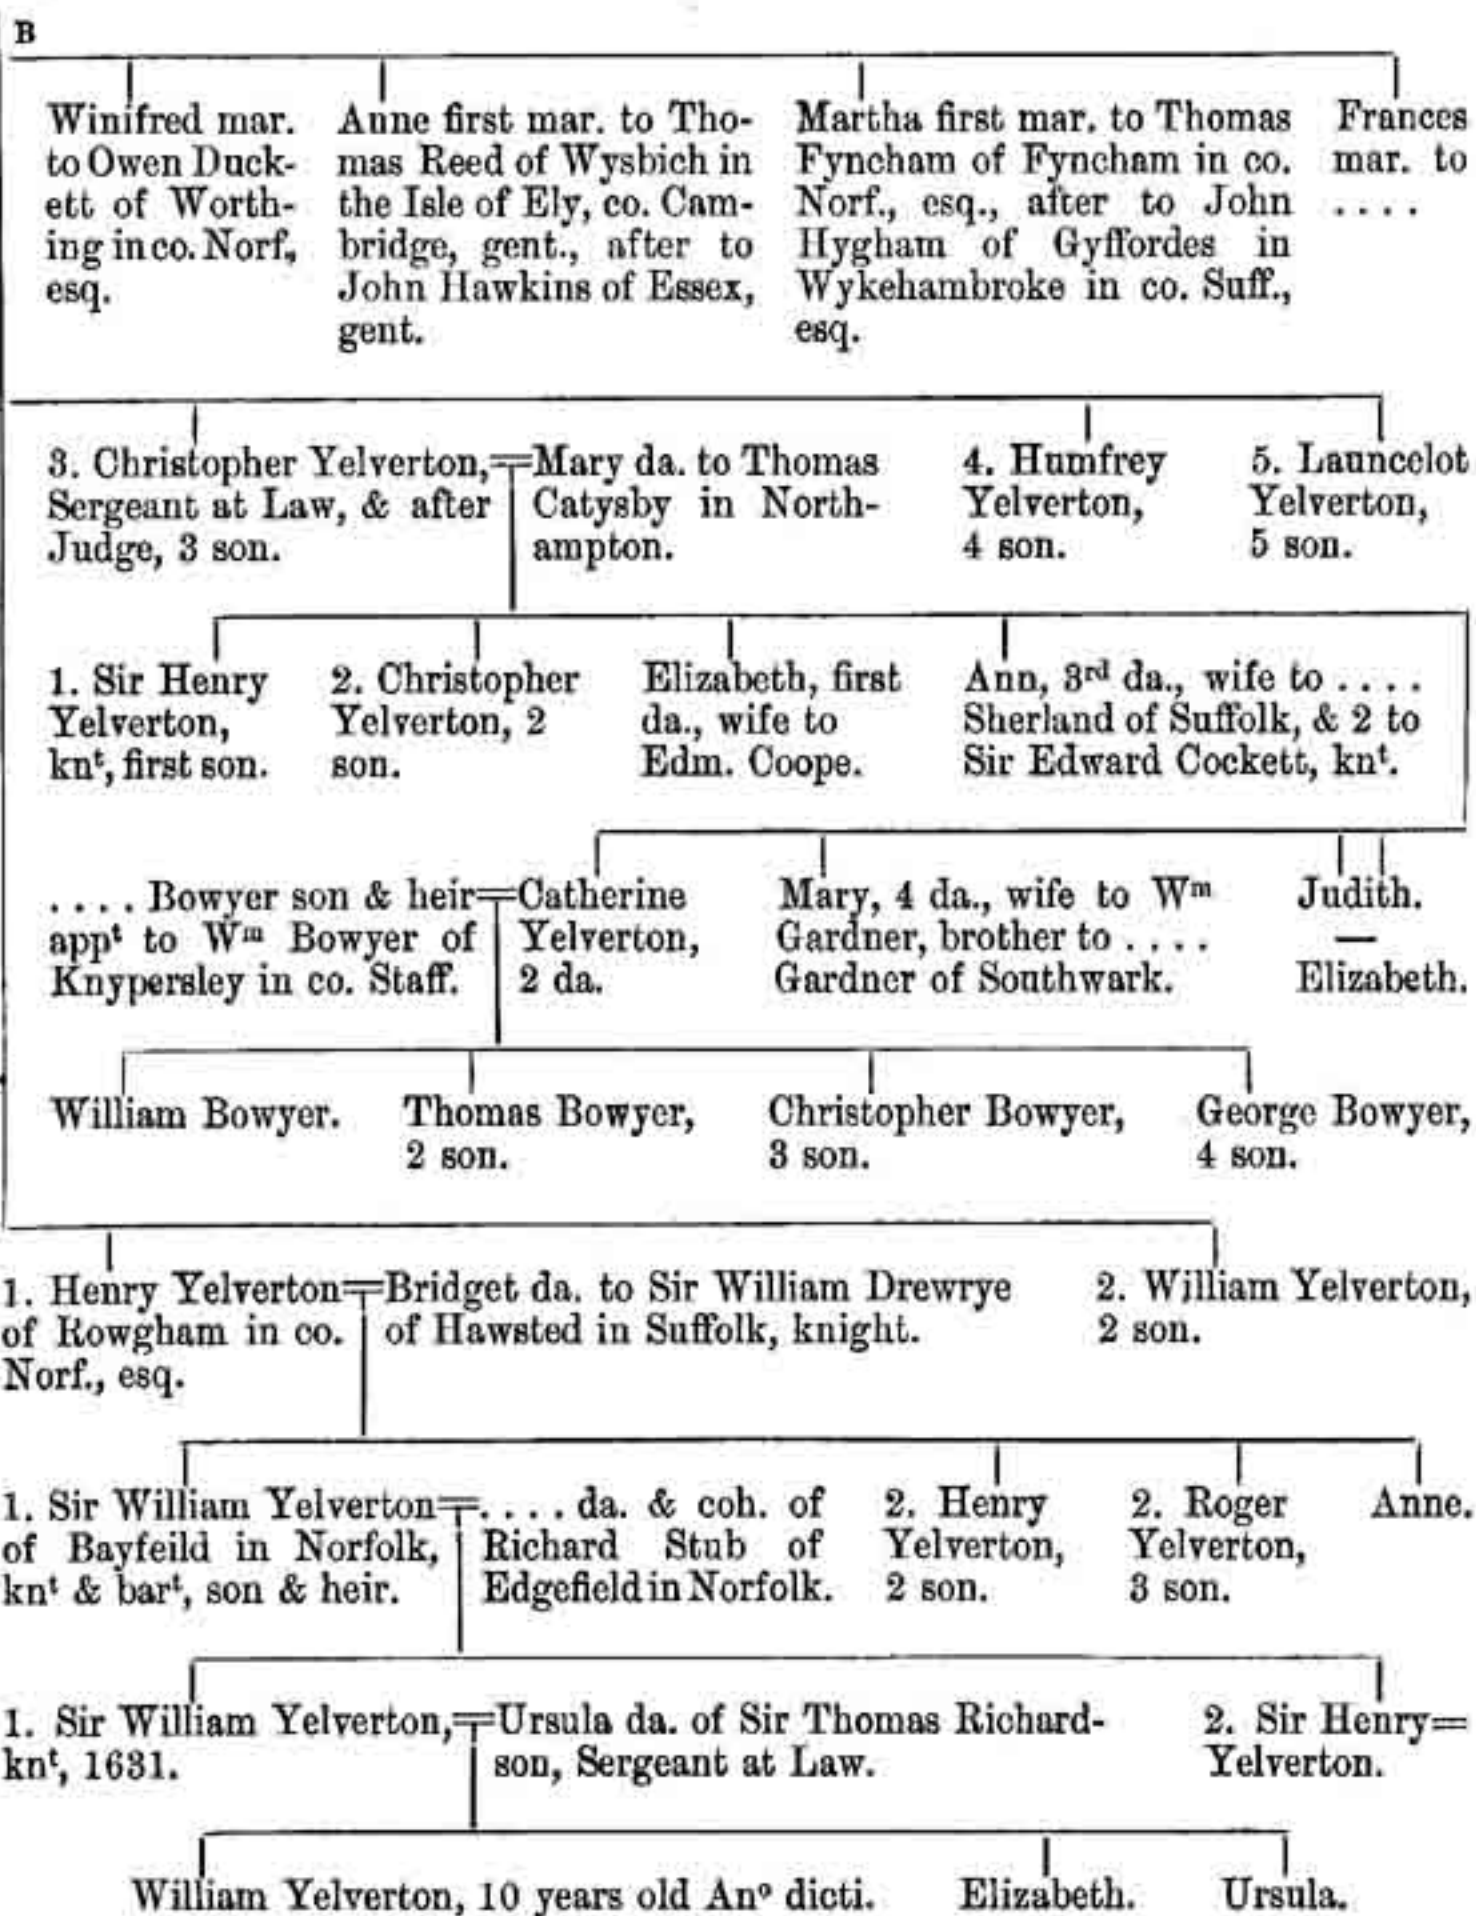 B
Winifred mar.
to Owen Duck-
ett of Worth-
ing in co. Norf,
esq.
Anne first mar. to Tho-
mas Reed of Wysbich in
the Isle of Ely, co. Cam-
bridge, gent., after to
John Hawkins of Essex,
gent.
Martha first mar. to Thomas
Fyncham of Fyncham in co.
Norf., esq., after to John
Hygham of Gyffordes in
Wykehambroke in co. Suff.,
esq.
Frances
mar. to
....
3. Christopher Yelverton,
Sergeant at Law, & after
Judge, 3 son.
Mary da. to Thomas
Catysby in North-
ampton.
4. Humfrey
Yelverton,
4 son.
5. Launcelot
Yelverton,
5 son.
1. Sir Henry
Yelverton,
knᵗ, first son.
2. Christopher
Yelverton, 2
son.
Elizabeth, first
da., wife to
Edm. Coope.
Ann, 3ʳᵈ da., wife to ....
Sherland of Suffolk, & 2 to
Sir Edward Cockett, knᵗ.
.... Bowyer son & heir
appᵗ to Wᵐ Bowyer of
Knypersley in co. Staff.
Catherine
Yelverton,
2 da.
Mary, 4 da., wife to Wᵐ
Gardner, brother to ....
Gardner of Southwark.
Judith.
—
Elizabeth.
William Bowyer.
Thomas Bowyer,
2 son.
Christopher Bowyer,
3 son.
George Bowyer,
4 son.
1. Henry Yelverton
of Rowgham in co.
Norf., esq.
Bridget da. to Sir William Drewrye
of Hawsted in Suffolk, knight.
2. William Yelverton,
2 son.
1. Sir William Yelverton
of Bayfeild in Norfolk,
knᵗ & barᵗ, son & heir.
.... da. & coh. of
Richard Stub of
Edgefield in Norfolk.
2. Henry
Yelverton,
2 son.
2. Roger
Yelverton,
3 son.
Anne.
1. Sir William Yelverton,
knᵗ, 1631.
Ursula da. of Sir Thomas Richard-
son, Sergeant at Law.
2. Sir Henry=
Yelverton.
William Yelverton, 10 years old Anᵒ dicti.
Elizabeth.
Ursula.